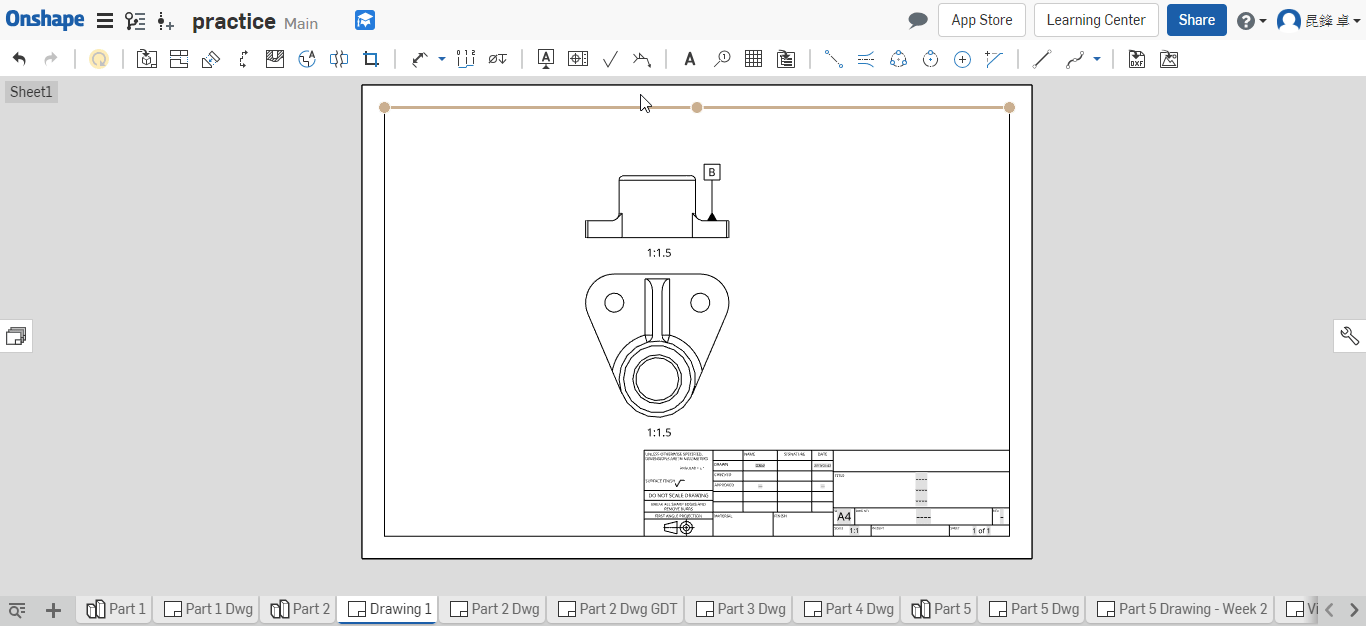 Onshape practice Main App Store Learning Center Share 昆鋒 卓
Sheet1
B
1:1.5
1:1.5
UNLESS OTHERWISE SPECIFIED,
DIMENSIONS ARE IN MILLIMETERS
SURFACE FINISH
DO NOT SCALE DRAWING
BREAK ALL SHARP EDGES AND
REMOVE BURRS
FIRST ANGLE PROJECTION
NAME SIGNATURE DATE
DRAWN
CHECKED
APPROVED
MATERIAL FINISH
TITLE
A4
SCALE 1:1 WEIGHT SHEET 1 of 1
Part 1 Part 1 Dwg Part 2 Drawing 1 Part 2 Dwg Part 2 Dwg GDT Part 3 Dwg Part 4 Dwg Part 5 Part 5 Dwg Part 5 Drawing - Week 2 Vi